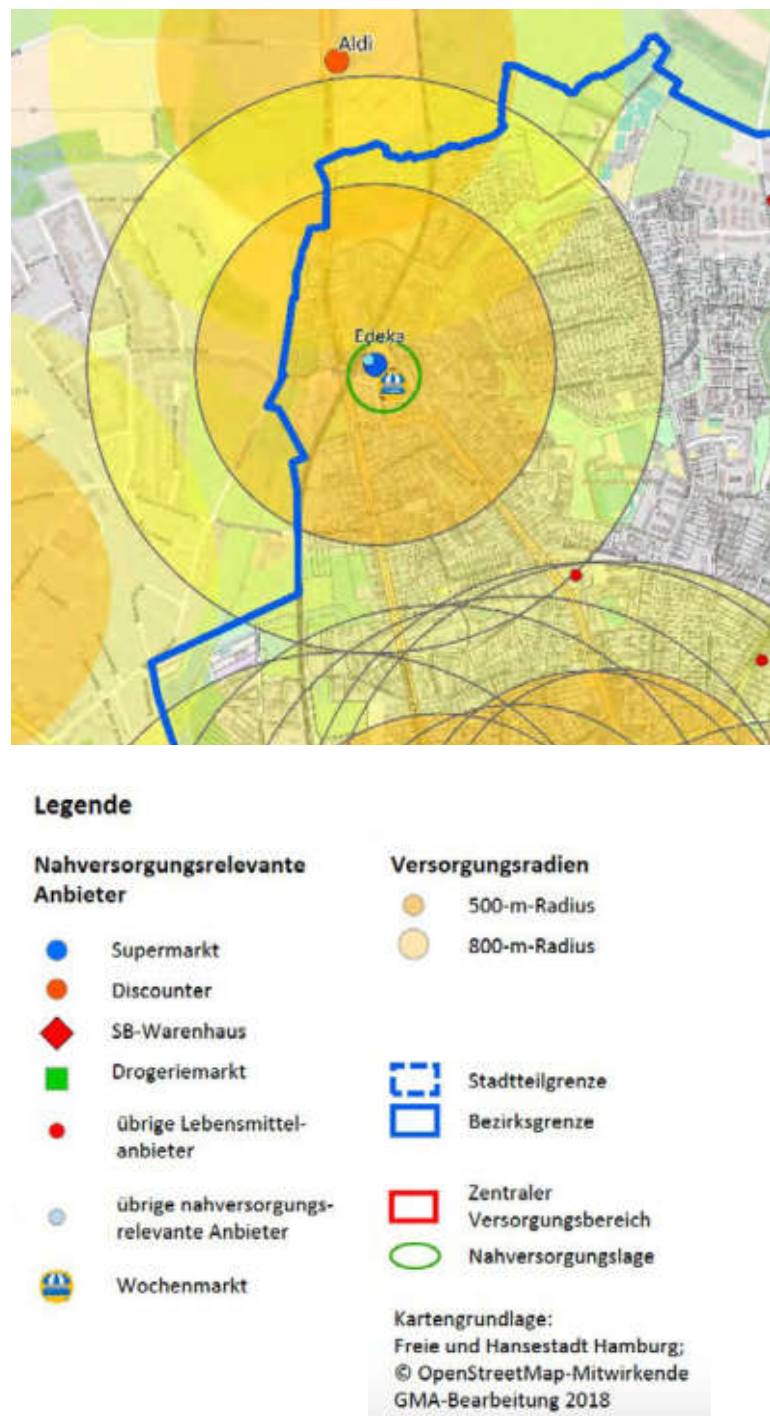 Aldi
Edeka
Legende
Nahversorgungsrelevante
Anbieter
Supermarkt
Discounter
SB-Warenhaus
Drogeriemarkt
übrige Lebensmittel-
anbieter
übrige nahversorgungs-
relevante Anbieter
Wochenmarkt
Versorgungsradien
500-m-Radius
800-m-Radius
Stadtteilgrenze
Bezirksgrenze
Zentraler
Versorgungsbereich
Nahversorgungslage
Kartengrundlage:
Freie und Hansestadt Hamburg;
© OpenStreetMap-Mitwirkende
GMA-Bearbeitung 2018